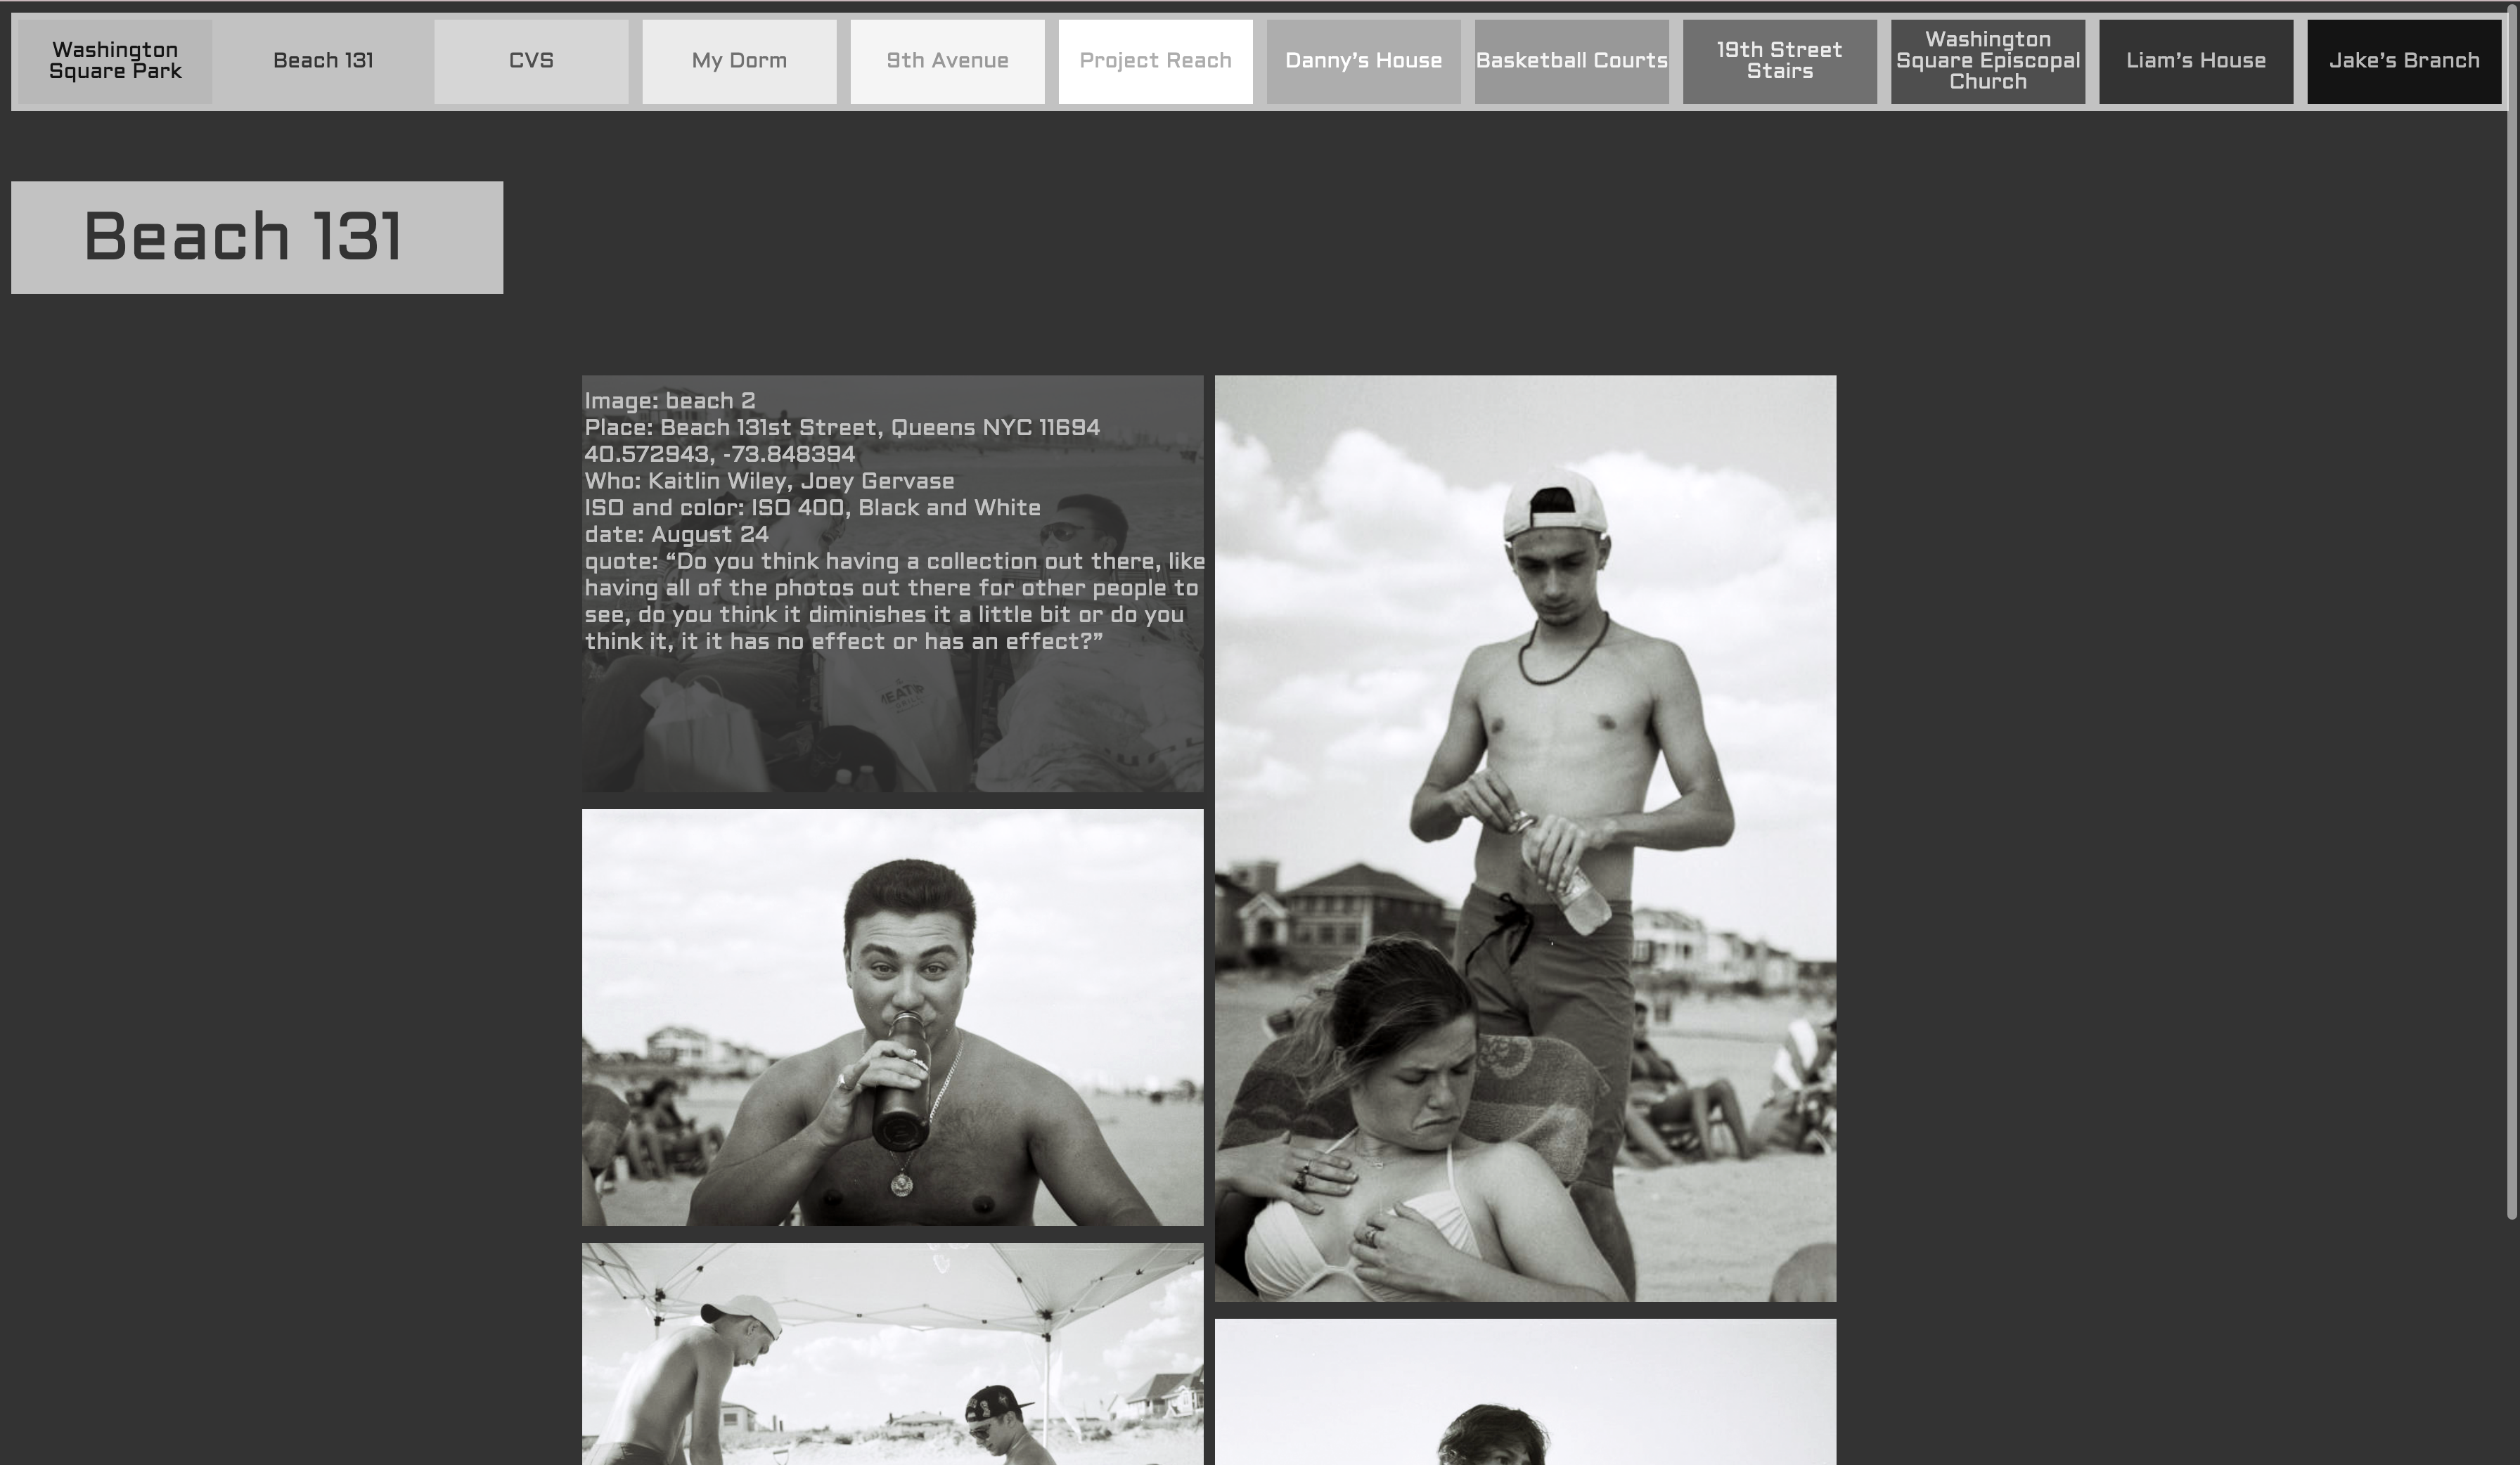 Washington
Square Park
Beach 131
CVS
My Dorm
9th Avenue
Project Reach
Danny’s House
Basketball Courts
19th Street
Stairs
Washington
Square Episcopal
Church
Liam’s House
Jake’s Branch
Beach 131
Image: beach 2
Place: Beach 131st Street, Queens NYC 11694
40.572943, -73.848394
Who: Kaitlin Wiley, Joey Gervase
ISO and color: ISO 400, Black and White
date: August 24
quote: “Do you think having a collection out there, like
having all of the photos out there for other people to
see, do you think it diminishes it a little bit or do you
think it, it it has no effect or has an effect?”